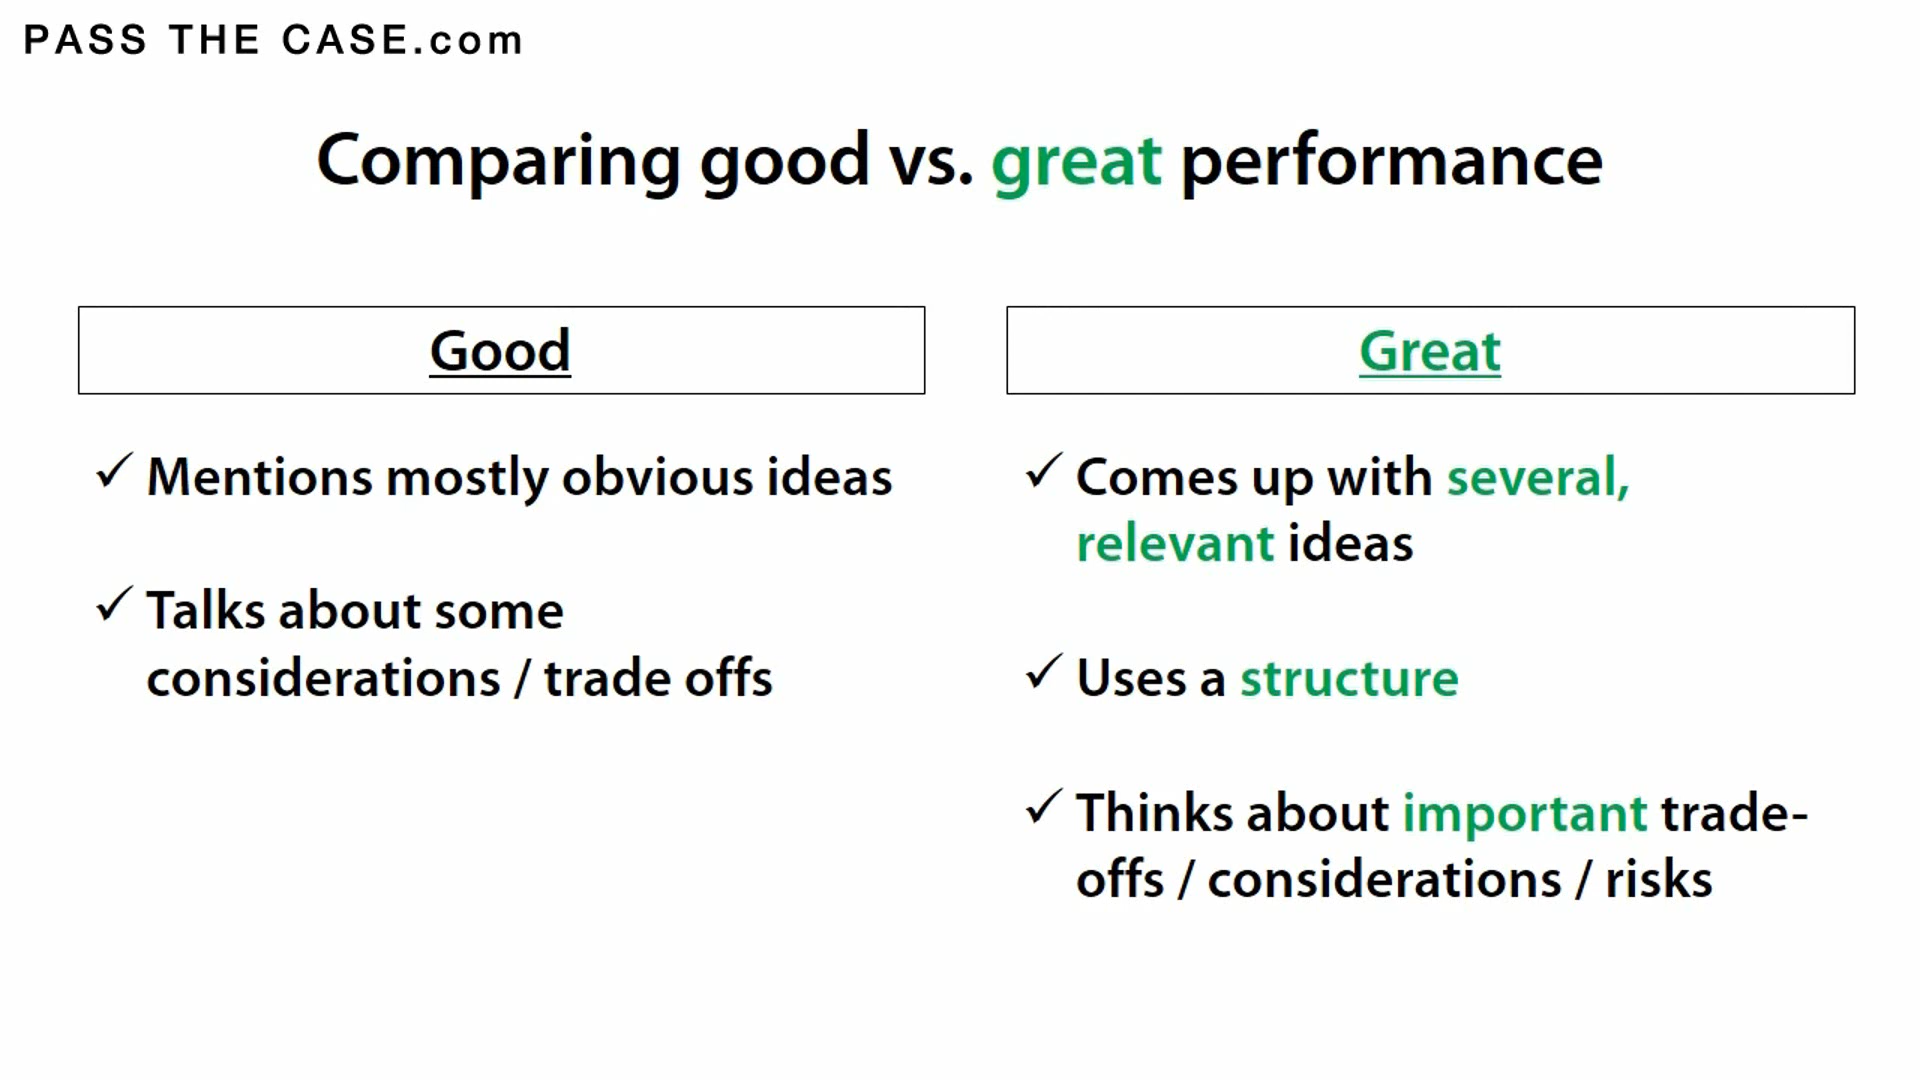 PASS THE CASE.com
Comparing good vs. great performance
Good
Mentions mostly obvious ideas
Talks about some
considerations / trade offs
Great
Comes up with several,
relevant ideas
Uses a structure
Thinks about important trade-
offs / considerations / risks